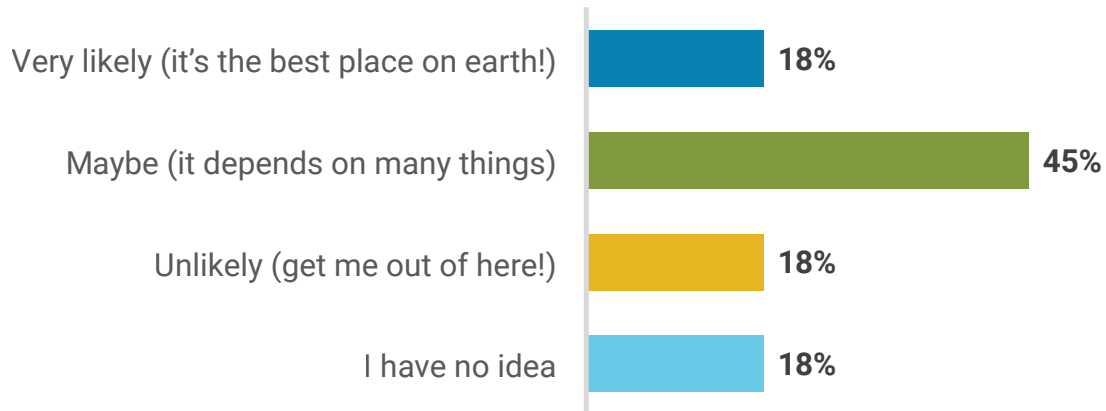 Very likely (it’s the best place on earth!) 18%
Maybe (it depends on many things) 45%
Unlikely (get me out of here!) 18%
I have no idea 18%